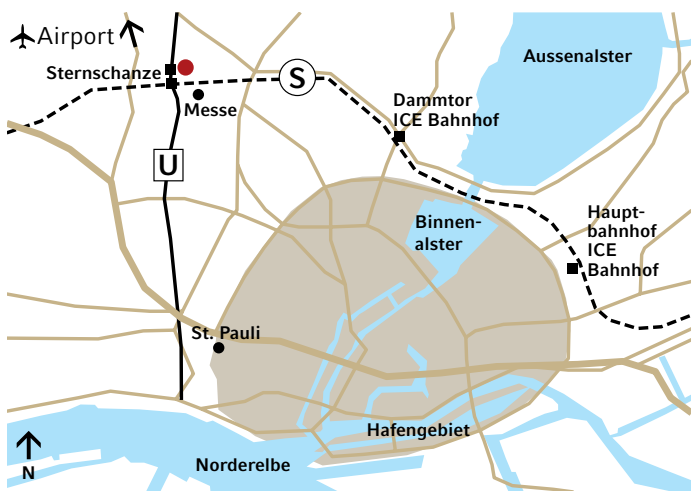 Airport
Aussenalster
Sternschanze
S
Messe
Dammtor
ICE Bahnhof
U
Binnen-
alster
Haupt-
bahnhof
ICE
Bahnhof
St. Pauli
Hafengebiet
Norderelbe
N